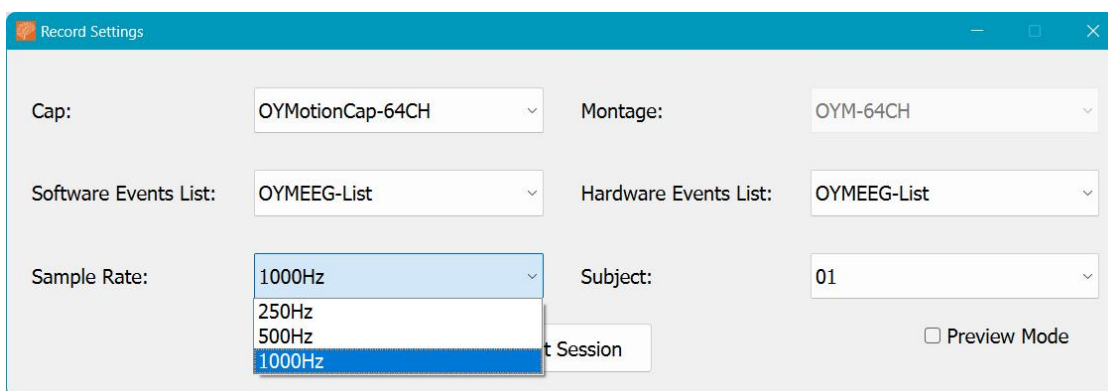 Record Settings
Cap: OYMotionCap-64CH Montage: OYM-64CH
Software Events List: OYMEEG-List Hardware Events List: OYMEEG-List
Sample Rate: 1000Hz Subject: 01
250Hz
500Hz
1000Hz
t Session
Preview Mode